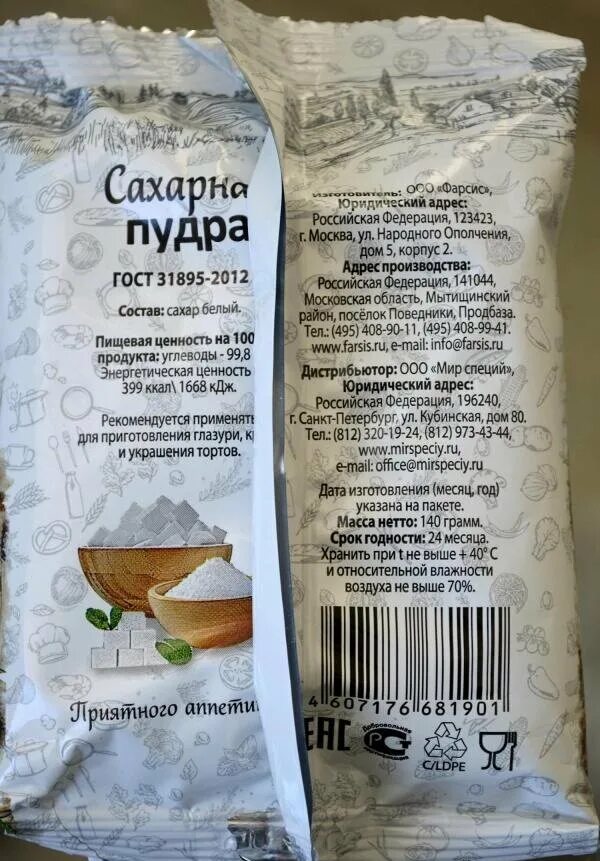 Сахарна
пудра
ГОСТ 31895-2012
Состав: сахар белый.
Пищевая ценность на 100
продукта: углеводы - 99,8
Энергетическая ценность
399 ккал\ 1668 кДж.
Рекомендуется применять
для приготовления глазури, к
и украшения тортов.
Приятного аппети
Изготовитель: ООО «Фарсис»,
Юридический адрес:
Российская Федерация, 123423,
г. Москва, ул. Народного Ополчения,
дом 5, корпус 2.
Адрес производства:
Российская Федерация, 141044,
Московская область, Мытищинский
район, посёлок Поведники, Продбаза.
Тел.: (495) 408-90-11, (495) 408-99-41.
www.farsis.ru, e-mail: info@farsis.ru
Дистрибьютор: ООО «Мир специй»,
Юридический адрес:
Российская Федерация, 196240,
г. Санкт-Петербург, ул. Кубинская, дом 80.
Тел.: (812) 320-19-24, (812) 973-43-44,
www.mirspeciy.ru,
e-mail: office@mirspeciy.ru
Дата изготовления (месяц, год)
указана на пакете.
Масса нетто: 140 грамм.
Срок годности: 24 месяца.
Хранить при t не выше + 40° С
и относительной влажности
воздуха не выше 70%.
4 607176 681901
EAC
Добровольная
сертификация
C/LDPE